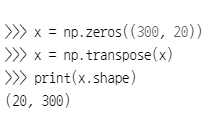 >>> x = np.zeros((300, 20))
>>> x = np.transpose(x)
>>> print(x.shape)
(20, 300)